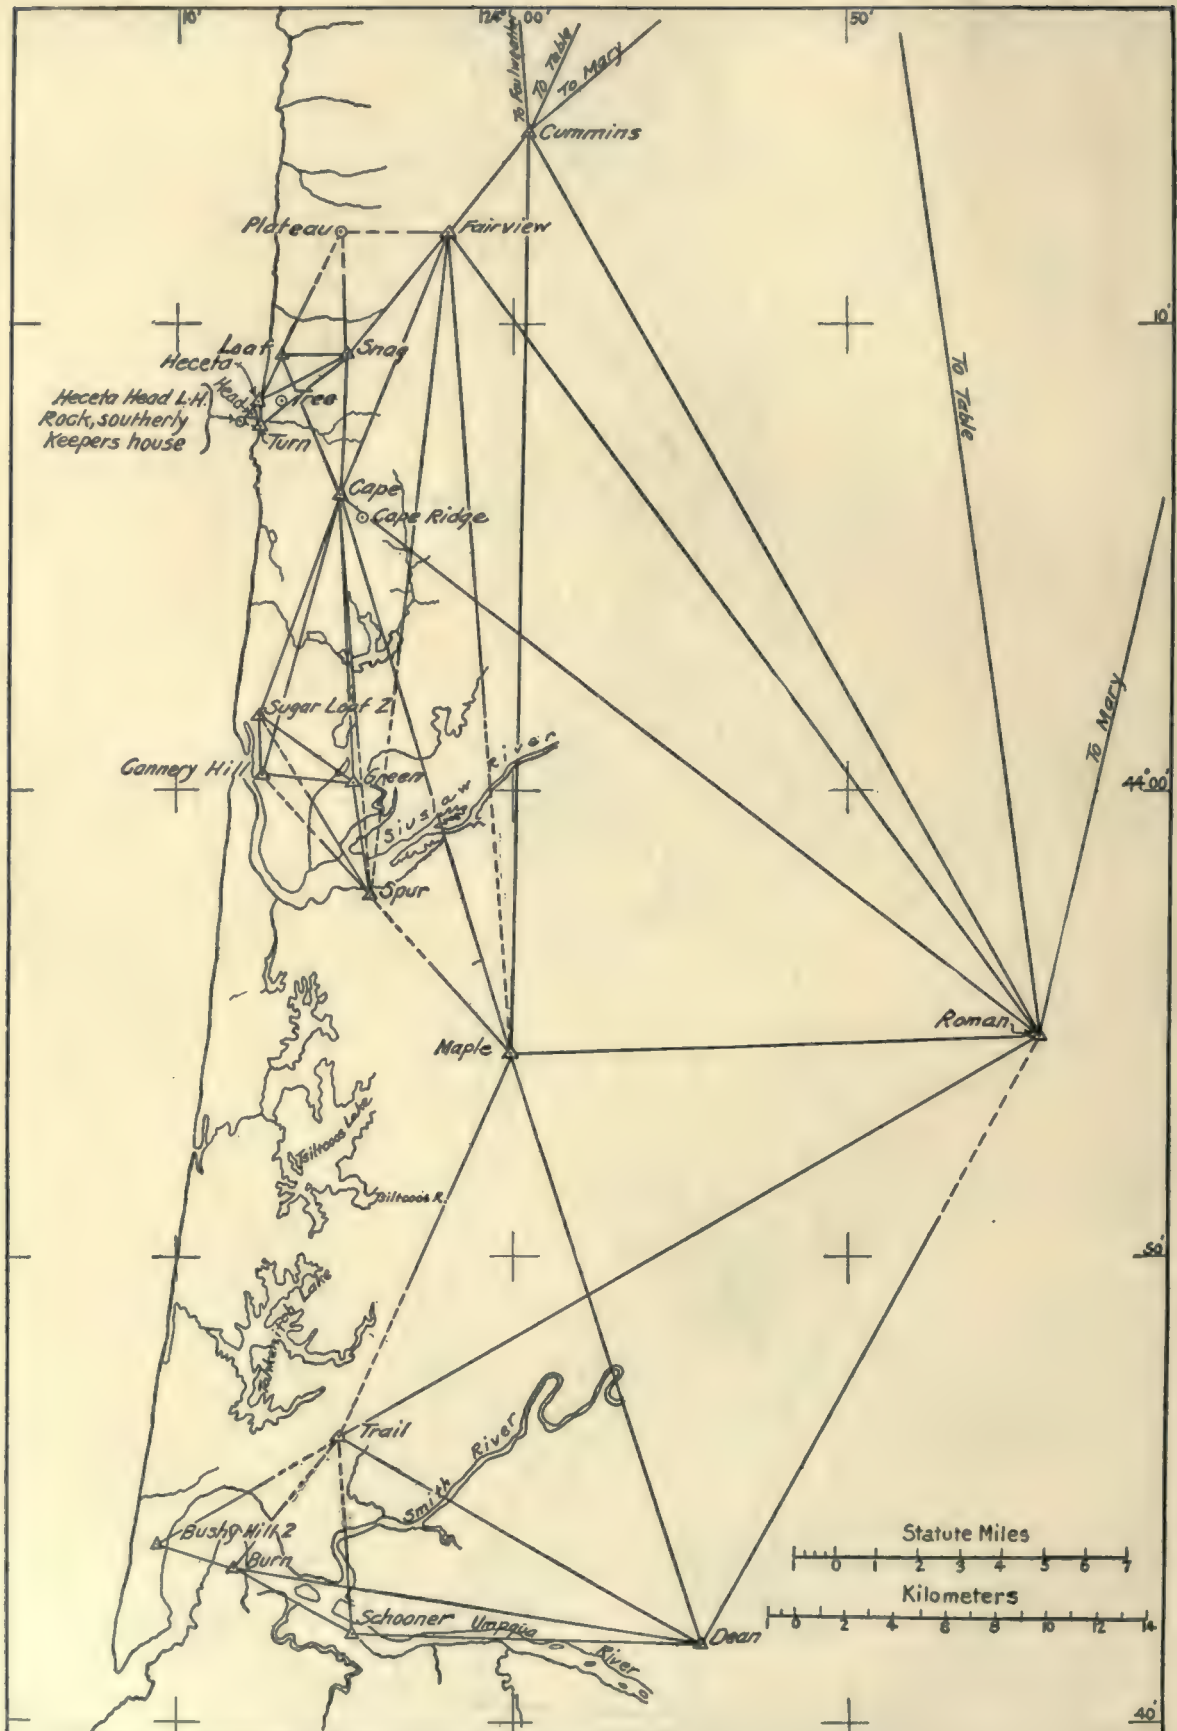 10'
124° 00'
50'
To Foulweather
To Table
To Mary
Cummins
Plateau
Fairview
10'
Loaf
Snag
Heceta
Head
Tree
Heceta Head L.H.
Rock, southerly
Keepers house
Turn
To Table
Cape
Cape Ridge
To Mary
Sugar Loaf 2
Cannery Hill
Green
44° 00'
Siuslaw River
Spur
Roman
Maple
Tsiltcoos Lake
Tsiltcoos R.
50'
Lake
Trail
Smith River
Bushy Hill 2
Burn
Statute Miles
0 1 2 3 4 5 6 7
Kilometers
0 2 4 6 8 10 12 14
Schooner
Umpqua River
Dean
40'